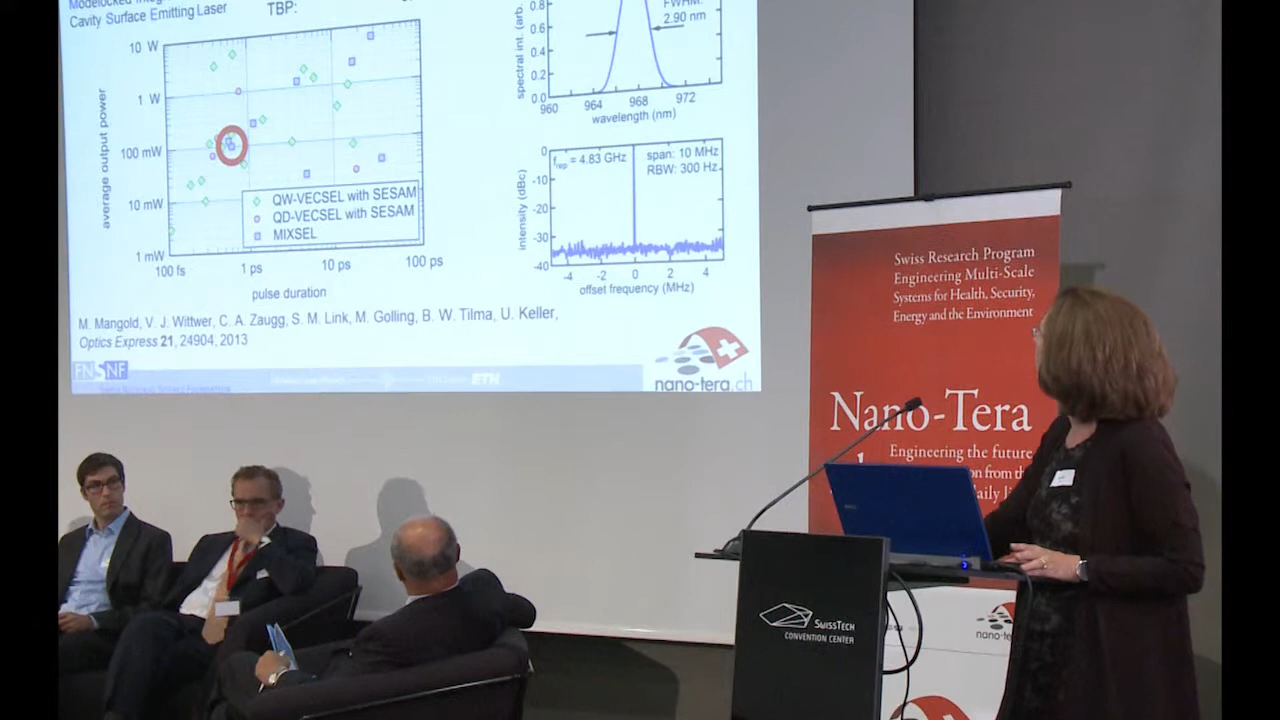 Cavity Surface Emitting Laser
TBP:
10 W
1 W
100 mW
10 mW
1 mW
average output power
100 fs
1 ps
10 ps
100 ps
pulse duration
QW-VECSEL with SESAM
QD-VECSEL with SESAM
MIXSEL
FWHM:
2.90 nm
spectral int. (arb.
0.8
0.6
0.4
0.2
0.0
960
964
968
972
wavelength (nm)
frep = 4.83 GHz
span: 10 MHz
RBW: 300 Hz
intensity (dBc)
0
-10
-20
-30
-40
-4
-2
0
2
4
offset frequency (MHz)
M. Mangold, V. J. Wittwer, C. A. Zaugg, S. M. Link, M. Golling, B. W. Tilma, U. Keller,
Optics Express 21, 24904, 2013
FNSNF
ETH
nano-tera.ch
Swiss Research Program
Engineering Multi-Scale
Systems for Health, Security,
Energy and the Environment
Nano-Tera
Engineering the future
SwissTech
Convention Center